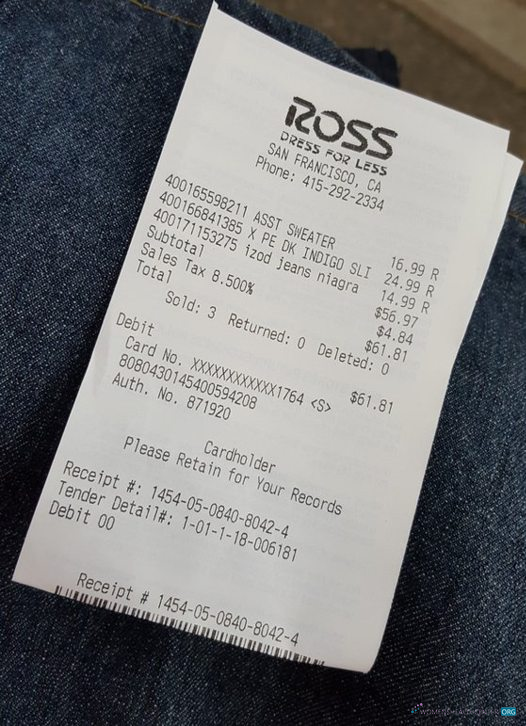 ROSS
DRESS FOR LESS
SAN FRANCISCO, CA
Phone: 415-292-2334
400165598211 ASST SWEATER 16.99 R
400166841385 X PE DK INDIGO SLI 24.99 R
400171153275 izod jeans niagra 14.99 R
Subtotal $56.97
Sales Tax 8.500% $4.84
Total $61.81
Sold: 3 Returned: 0 Deleted: 0
Debit $61.81
Card No. XXXXXXXXXXXX1764 <S>
8080430145400594208
Auth. No. 871920
Cardholder
Please Retain for Your Records
Receipt #: 1454-05-0840-8042-4
Tender Detail#: 1-01-1-18-006181
Debit 00
Receipt # 1454-05-0840-8042-4
ORG